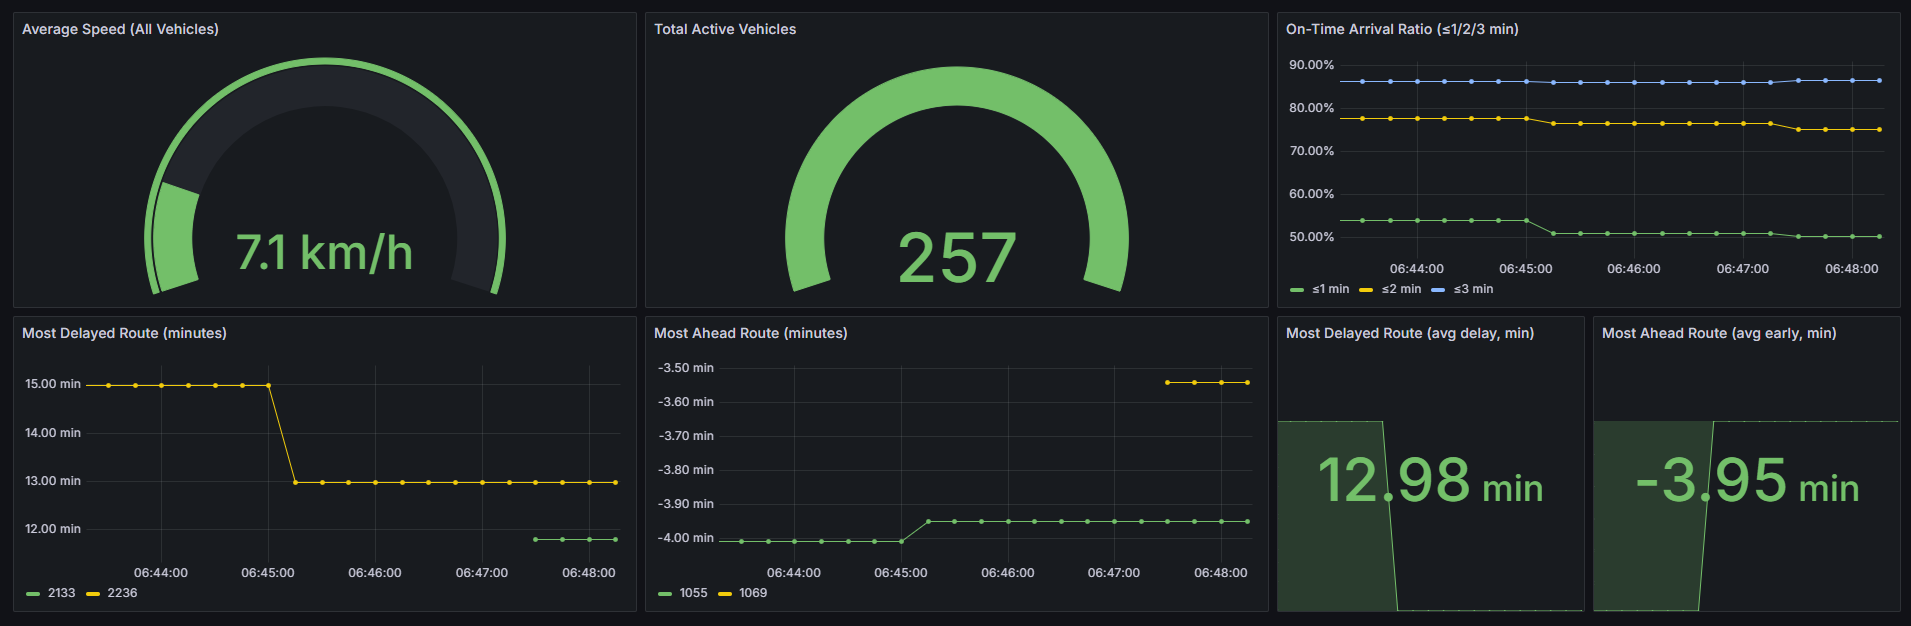 Average Speed (All Vehicles)
7.1 km/h
Total Active Vehicles
257
On-Time Arrival Ratio (≤1/2/3 min)
90.00%
80.00%
70.00%
60.00%
50.00%
06:44:00 06:45:00 06:46:00 06:47:00 06:48:00
≤1 min ≤2 min ≤3 min
Most Delayed Route (minutes)
15.00 min
14.00 min
13.00 min
12.00 min
06:44:00 06:45:00 06:46:00 06:47:00 06:48:00
2133 2236
Most Ahead Route (minutes)
-3.50 min
-3.60 min
-3.70 min
-3.80 min
-3.90 min
-4.00 min
06:44:00 06:45:00 06:46:00 06:47:00 06:48:00
1055 1069
Most Delayed Route (avg delay, min)
12.98 min
Most Ahead Route (avg early, min)
-3.95 min